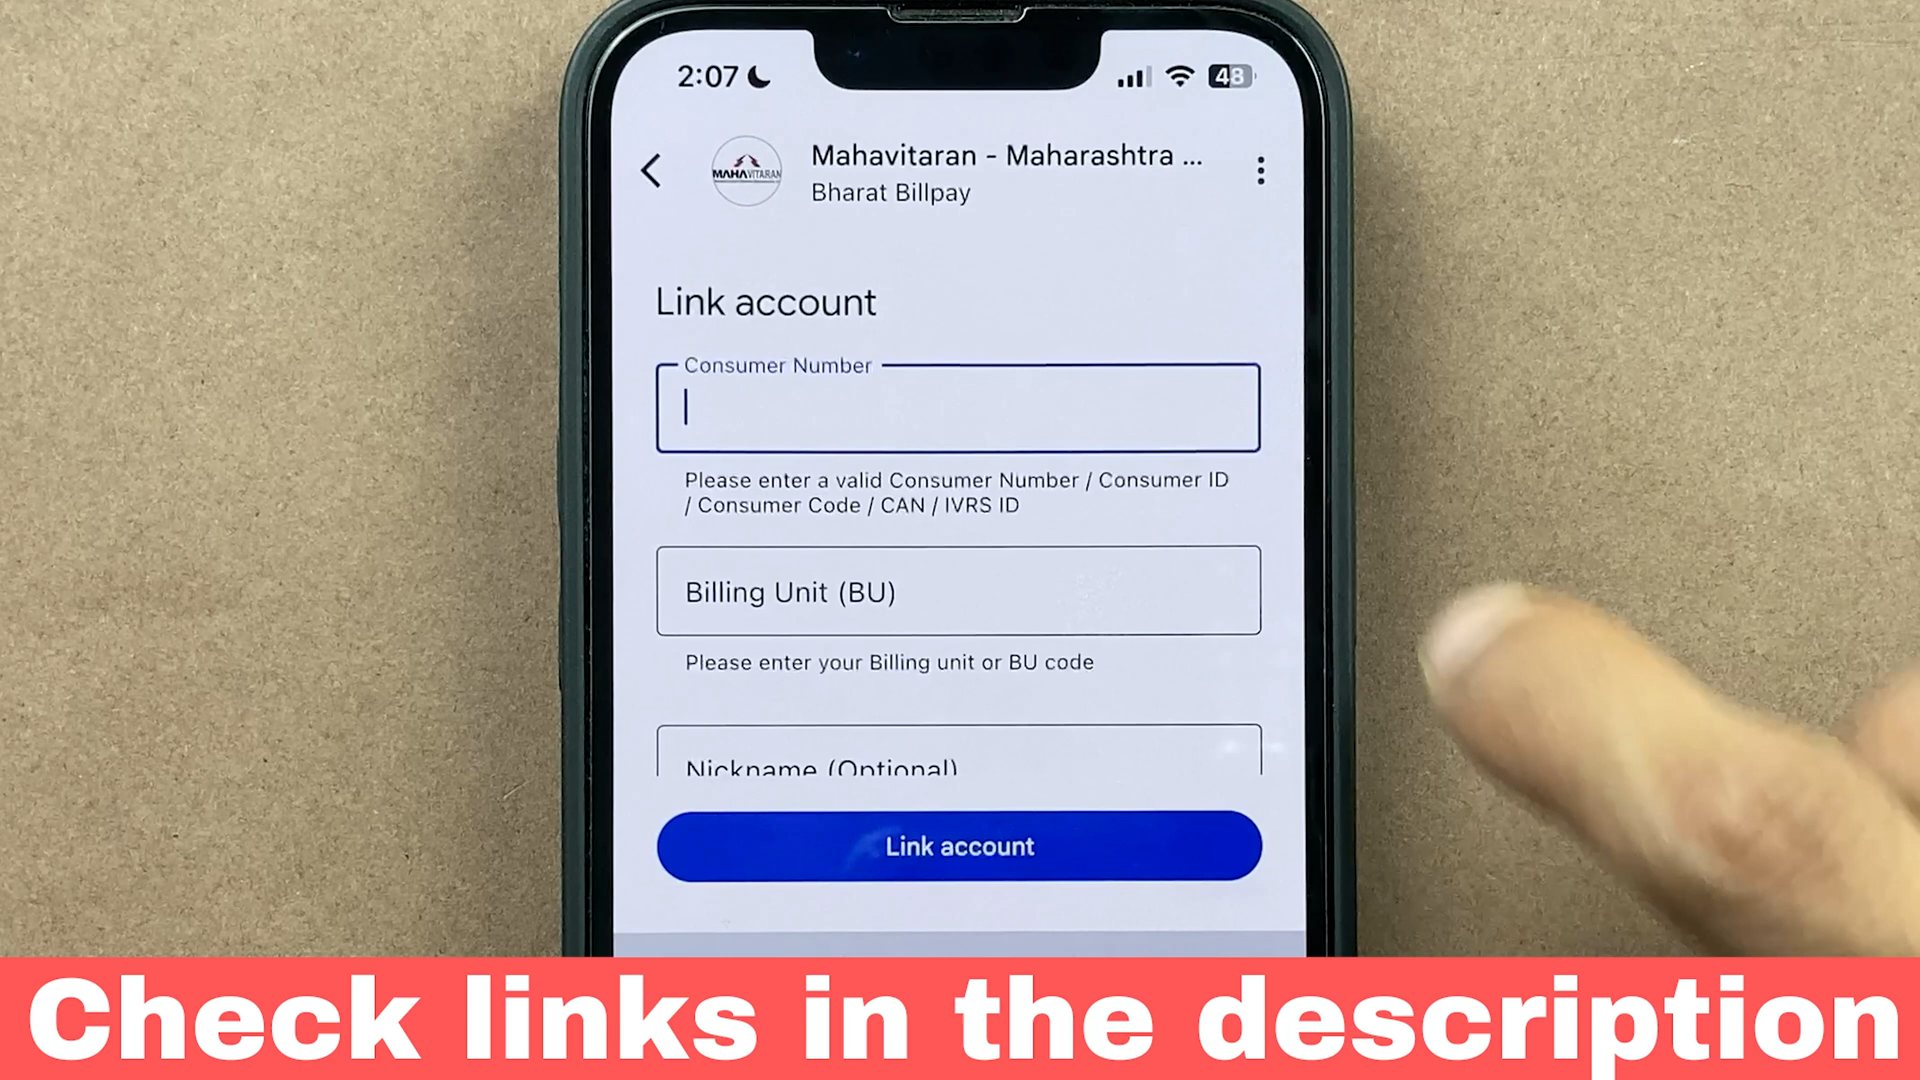 2:07
48
Mahavitaran - Maharashtra ...
MAHAVITARAN
Bharat Billpay
Link account
Consumer Number
Please enter a valid Consumer Number / Consumer ID
/ Consumer Code / CAN / IVRS ID
Billing Unit (BU)
Please enter your Billing unit or BU code
Nickname (Optional)
Link account
Check links in the description